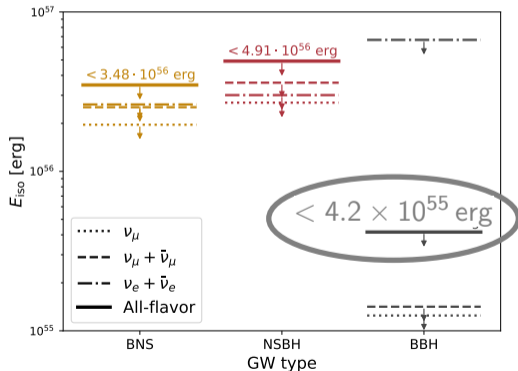 10^57
< 3.48 · 10^56 erg
< 4.91 · 10^56 erg
E_iso [erg]
10^56
< 4.2 × 10^55 erg
ν_μ
ν_μ + ν̄_μ
ν_e + ν̄_e
All-flavor
10^55
BNS NSBH BBH
GW type